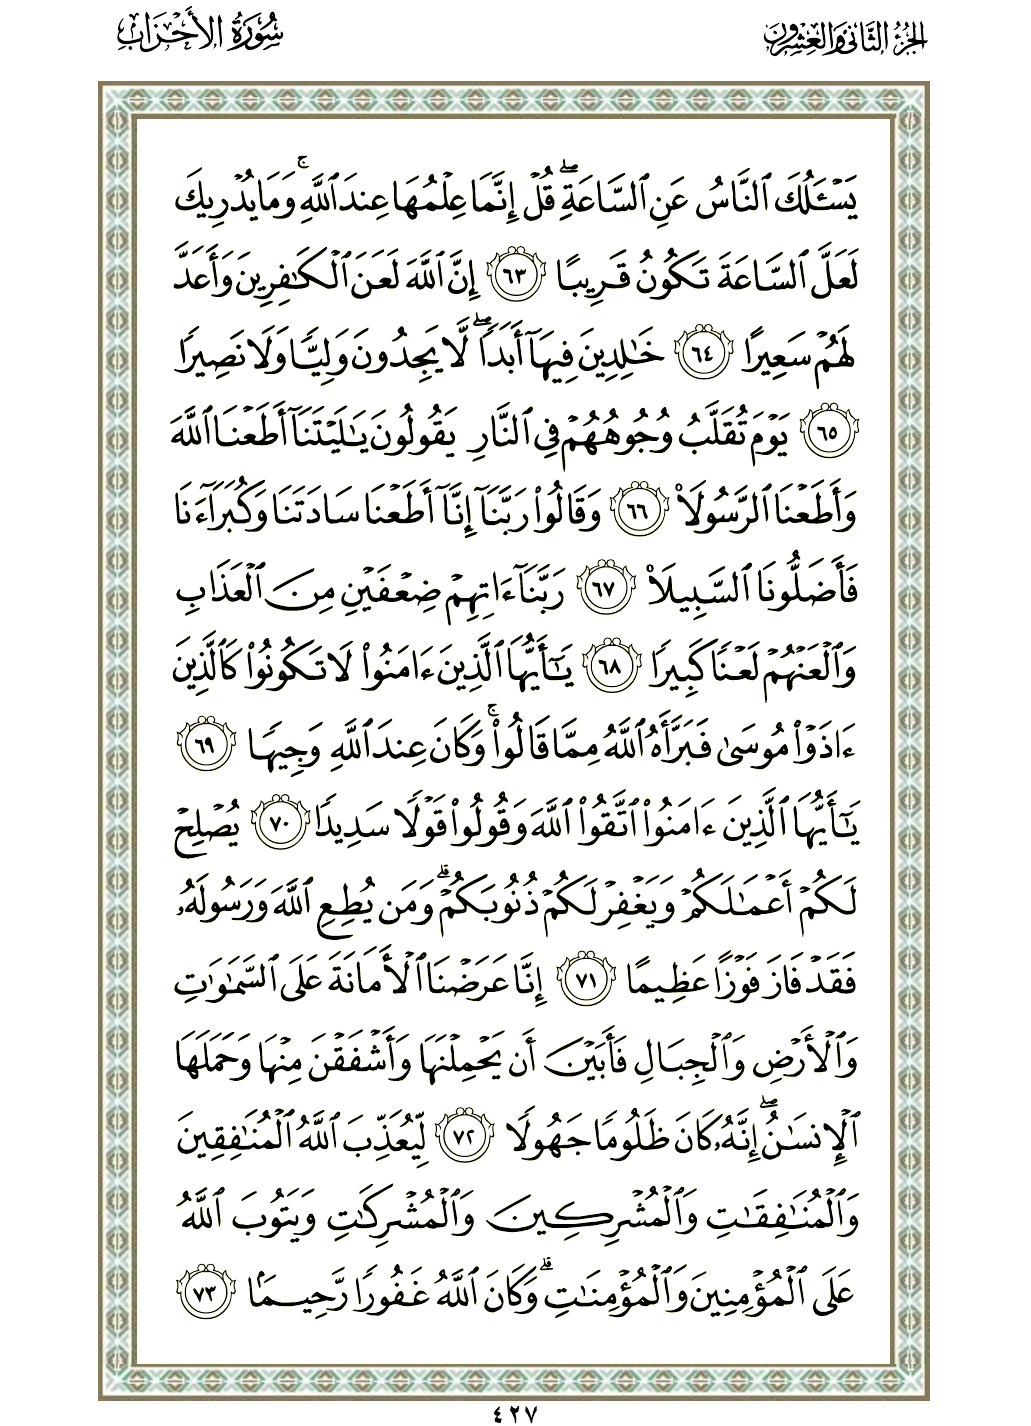 الجزء الثاني والعشرون
سورة الأحزاب
يَسْـَٔلُكَ ٱلنَّاسُ عَنِ ٱلسَّاعَةِۖ قُلْ إِنَّمَا عِلْمُهَا عِندَ ٱللَّهِۚ وَمَا يُدْرِيكَ
لَعَلَّ ٱلسَّاعَةَ تَكُونُ قَرِيبًا ٦٣ إِنَّ ٱللَّهَ لَعَنَ ٱلْكَٰفِرِينَ وَأَعَدَّ
لَهُمْ سَعِيرًا ٦٤ خَٰلِدِينَ فِيهَآ أَبَدًاۖ لَّا يَجِدُونَ وَلِيًّا وَلَا نَصِيرًا
٦٥ يَوْمَ تُقَلَّبُ وُجُوهُهُمْ فِى ٱلنَّارِ يَقُولُونَ يَٰلَيْتَنَآ أَطَعْنَا ٱللَّهَ
وَأَطَعْنَا ٱلرَّسُولَا۠ ٦٦ وَقَالُوا۟ رَبَّنَآ إِنَّآ أَطَعْنَا سَادَتَنَا وَكُبَرَآءَنَا
فَأَضَلُّونَا ٱلسَّبِيلَا۠ ٦٧ رَبَّنَآ ءَاتِهِمْ ضِعْفَيْنِ مِنَ ٱلْعَذَابِ
وَٱلْعَنْهُمْ لَعْنًا كَبِيرًا ٦٨ يَٰٓأَيُّهَا ٱلَّذِينَ ءَامَنُوا۟ لَا تَكُونُوا۟ كَٱلَّذِينَ
ءَاذَوْا۟ مُوسَىٰ فَبَرَّأَهُ ٱللَّهُ مِمَّا قَالُوا۟ۚ وَكَانَ عِندَ ٱللَّهِ وَجِيهًا ٦٩
يَٰٓأَيُّهَا ٱلَّذِينَ ءَامَنُوا۟ ٱتَّقُوا۟ ٱللَّهَ وَقُولُوا۟ قَوْلًا سَدِيدًا ٧٠ يُصْلِحْ
لَكُمْ أَعْمَٰلَكُمْ وَيَغْفِرْ لَكُمْ ذُنُوبَكُمْۗ وَمَن يُطِعِ ٱللَّهَ وَرَسُولَهُۥ
فَقَدْ فَازَ فَوْزًا عَظِيمًا ٧١ إِنَّا عَرَضْنَا ٱلْأَمَانَةَ عَلَى ٱلسَّمَٰوَٰتِ
وَٱلْأَرْضِ وَٱلْجِبَالِ فَأَبَيْنَ أَن يَحْمِلْنَهَا وَأَشْفَقْنَ مِنْهَا وَحَمَلَهَا
ٱلْإِنسَٰنُۖ إِنَّهُۥ كَانَ ظَلُومًا جَهُولًا ٧٢ لِّيُعَذِّبَ ٱللَّهُ ٱلْمُنَٰفِقِينَ
وَٱلْمُنَٰفِقَٰتِ وَٱلْمُشْرِكِينَ وَٱلْمُشْرِكَٰتِ وَيَتُوبَ ٱللَّهُ
عَلَى ٱلْمُؤْمِنِينَ وَٱلْمُؤْمِنَٰتِۗ وَكَانَ ٱللَّهُ غَفُورًا رَّحِيمًۢا ٧٣
٤٢٧